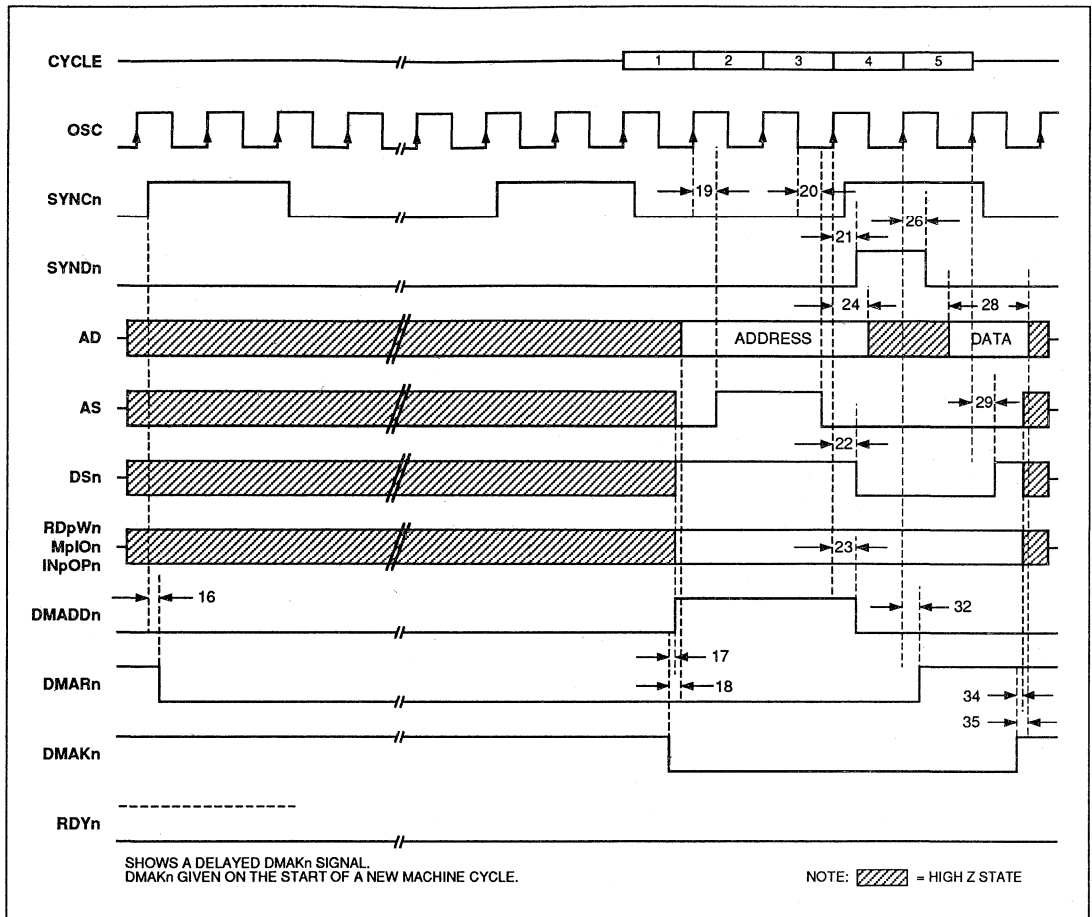 CYCLE 1 2 3 4 5
OSC
SYNCn 19 20
21 26
SYNDn
24 28
AD ADDRESS DATA
AS 29
22
DSn
RDpWn
MpIOn 23
INpOPn
16 32
DMADDn
17
DMARn 18
34
35
DMAKn
RDYn
SHOWS A DELAYED DMAKn SIGNAL.
DMAKn GIVEN ON THE START OF A NEW MACHINE CYCLE.
NOTE: = HIGH Z STATE